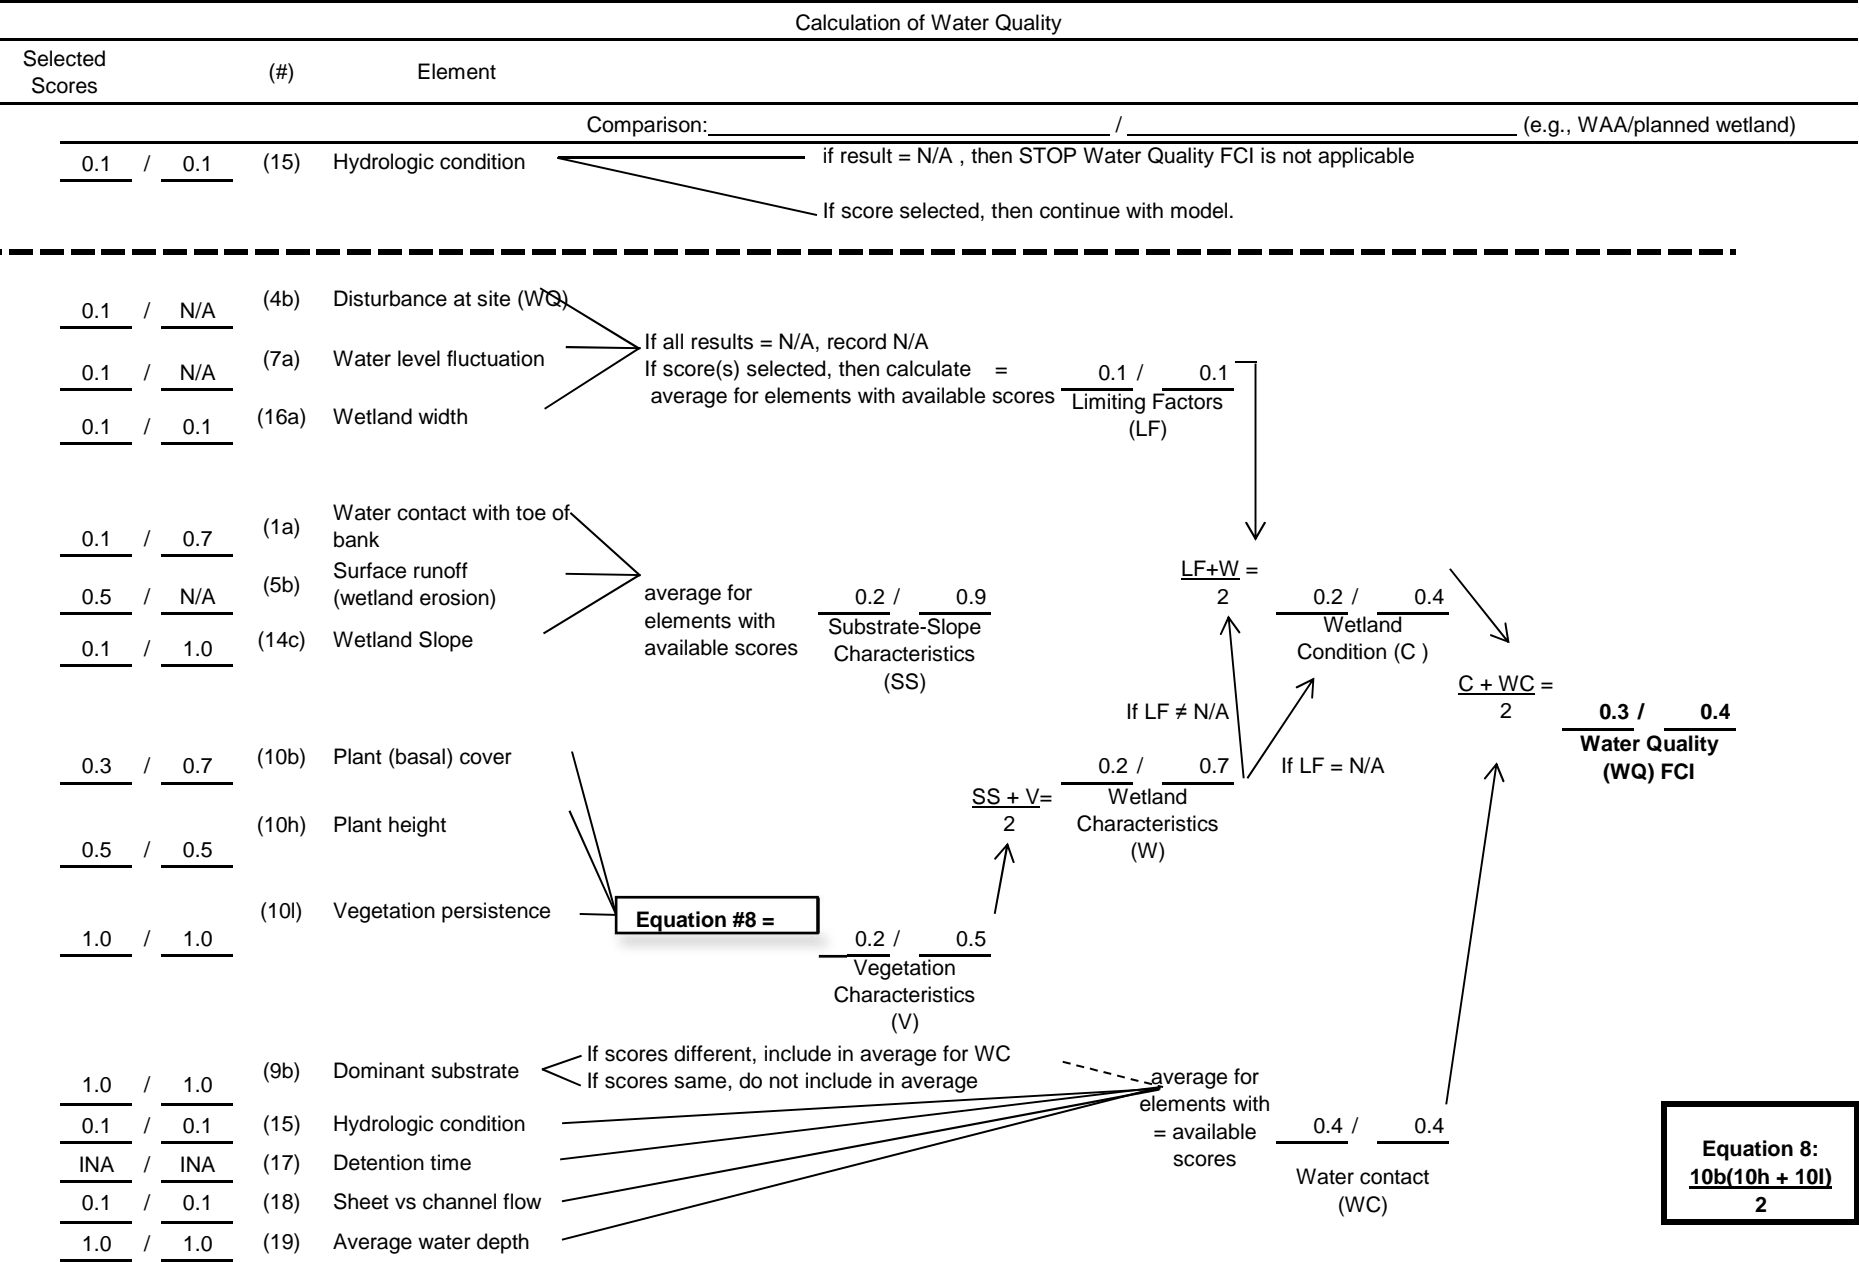 Calculation of Water Quality
Selected
Scores
(#)
Element
Comparison: / (e.g., WAA/planned wetland)
0.1 / 0.1 (15) Hydrologic condition
if result = N/A , then STOP Water Quality FCI is not applicable
If score selected, then continue with model.
0.1 / N/A (4b) Disturbance at site (WQ)
0.1 / N/A (7a) Water level fluctuation
0.1 / 0.1 (16a) Wetland width
If all results = N/A, record N/A
If score(s) selected, then calculate =
average for elements with available scores
0.1 / 0.1
Limiting Factors
(LF)
0.1 / 0.7 (1a) Water contact with toe of
bank
0.5 / N/A (5b) Surface runoff
(wetland erosion)
0.1 / 1.0 (14c) Wetland Slope
average for
elements with
available scores
0.2 / 0.9
Substrate-Slope
Characteristics
(SS)
LF+W =
2
0.2 / 0.4
Wetland
Condition (C )
If LF ≠ N/A
If LF = N/A
C + WC =
2
0.3 / 0.4
Water Quality
(WQ) FCI
0.3 / 0.7 (10b) Plant (basal) cover
0.5 / 0.5 (10h) Plant height
1.0 / 1.0 (10l) Vegetation persistence
SS + V=
2
0.2 / 0.7
Wetland
Characteristics
(W)
Equation #8 =
0.2 / 0.5
Vegetation
Characteristics
(V)
1.0 / 1.0 (9b) Dominant substrate
If scores different, include in average for WC
If scores same, do not include in average
0.1 / 0.1 (15) Hydrologic condition
INA / INA (17) Detention time
0.1 / 0.1 (18) Sheet vs channel flow
1.0 / 1.0 (19) Average water depth
average for
elements with
= available
scores
0.4 / 0.4
Water contact
(WC)
Equation 8:
10b(10h + 10l)
2